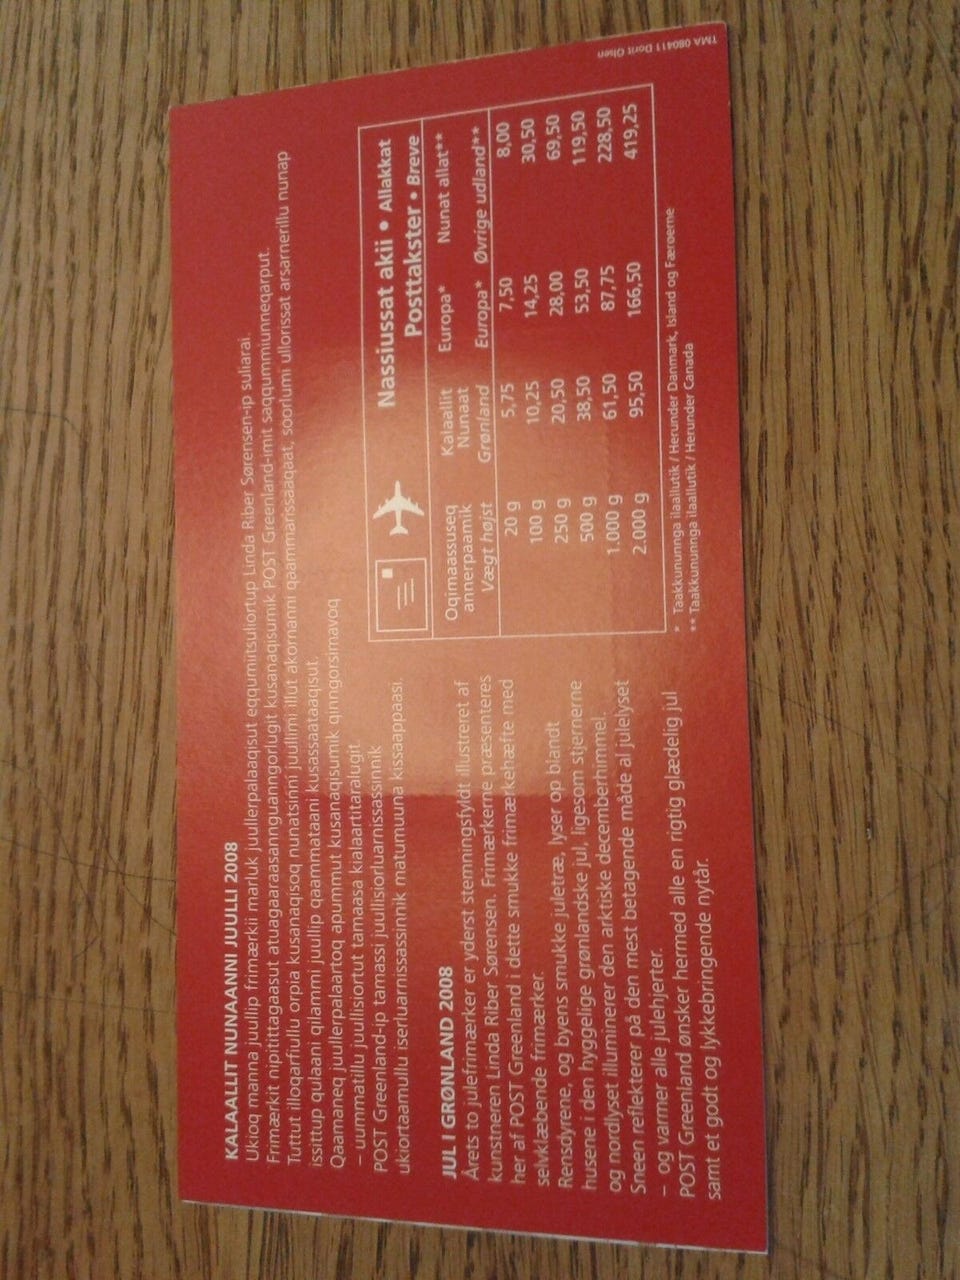 KALAALLIT NUNAANNI JUULLI 2008
Ukioq manna juullip frimærkii marluk juullerpalaaqisut eqqumiitsuliortup Linda Riber Sørensen-ip suliarai.
Frimærkit nipitittagaasut atuagaaraasannguanngorlugit kusanaqisumik POST Greenland-imit saqqummiunneqarput.
Tuttut illoqarfiullu orpia kusanaqisoq nunatsinni juullimi illut akornanni qaammarissaaqaat, soorlumi ullorissat arsarnerillu nunap
issittup qulaani qilammi juullip qaammataani kusassaataaqisut.
Qaamaneq juullerpalaartoq apummut kusanaqisumik qinngorsimavoq
– uummatillu juullisiortut tamaasa kialaartitaralugit.
POST Greenland-ip tamassi juullisiorluarnissassinnik
ukiortaamullu iserluarnissassinnik matumuuna kissaappaasi.
JUL I GRØNLAND 2008
Årets to julefrimærker er yderst stemningsfyldt illustreret af
kunstneren Linda Riber Sørensen. Frimærkerne præsenteres
her af POST Greenland i dette smukke frimærkehæfte med
selvklæbende frimærker.
Rensdyrene, og byens smukke juletræ, lyser op blandt
husene i den hyggelige grønlandske jul, ligesom stjernerne
og nordlyset illuminerer den arktiske decemberhimmel.
Sneen reflekterer på den mest betagende måde al julelyset
– og varmer alle julehjerter.
POST Greenland ønsker hermed alle en rigtig glædelig jul
samt et godt og lykkebringende nytår.
Nassiussat akii • Allakkat
Posttakster • Breve
Oqimaassuseq annerpaamik Kalaallit Nunaat Europa* Nunat allat**
Vægt højst Grønland Europa* Øvrige udland**
20 g 5,75 7,50 8,00
100 g 10,25 14,25 30,50
250 g 20,50 28,00 69,50
500 g 38,50 53,50 119,50
1.000 g 61,50 87,75 228,50
2.000 g 95,50 166,50 419,25
* Taakkununnga ilaallutik / Herunder Danmark, Island og Færøerne
** Taakkununnga ilaallutik / Herunder Canada
TMA 080411 Dorit Olsen